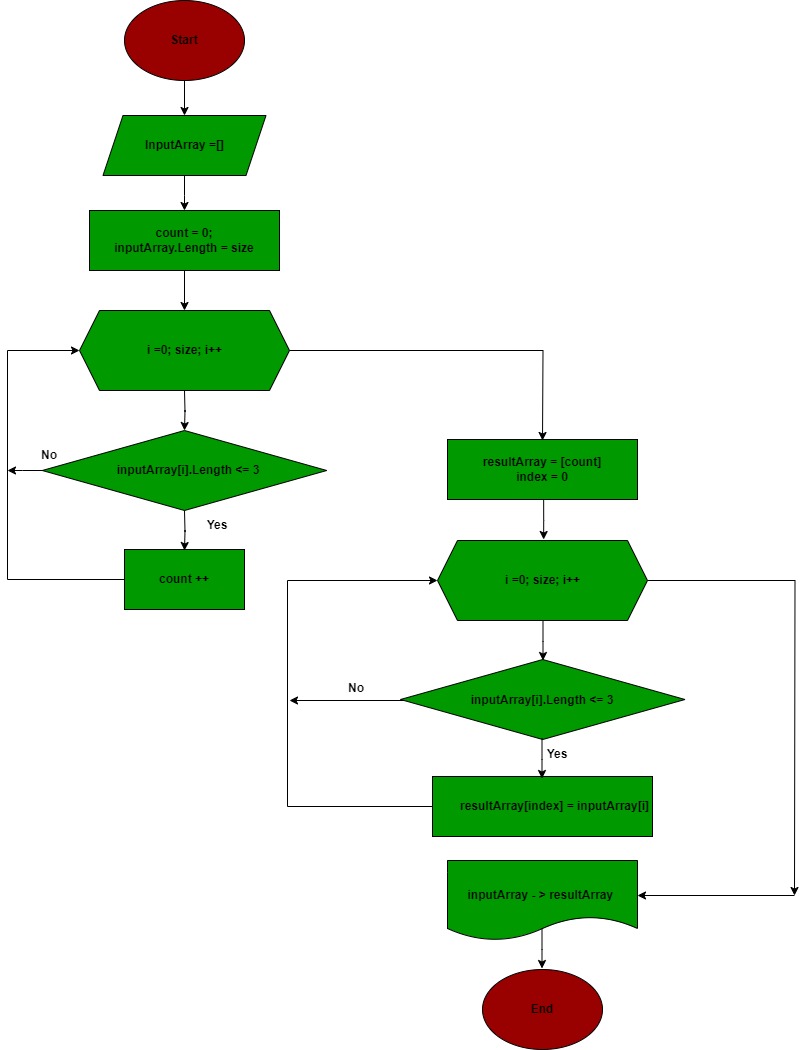 Start
InputArray =[]
count = 0;
inputArray.Length = size
i =0; size; i++
No
inputArray[i].Length <= 3
Yes
count ++
resultArray = [count]
index = 0
i =0; size; i++
No
inputArray[i].Length <= 3
Yes
resultArray[index] = inputArray[i]
inputArray - > resultArray
End